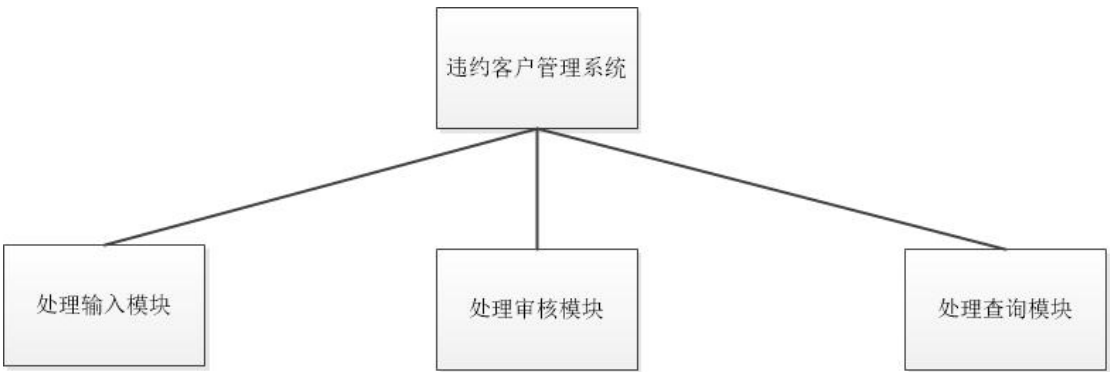 违约客户管理系统
处理输入模块
处理审核模块
处理查询模块